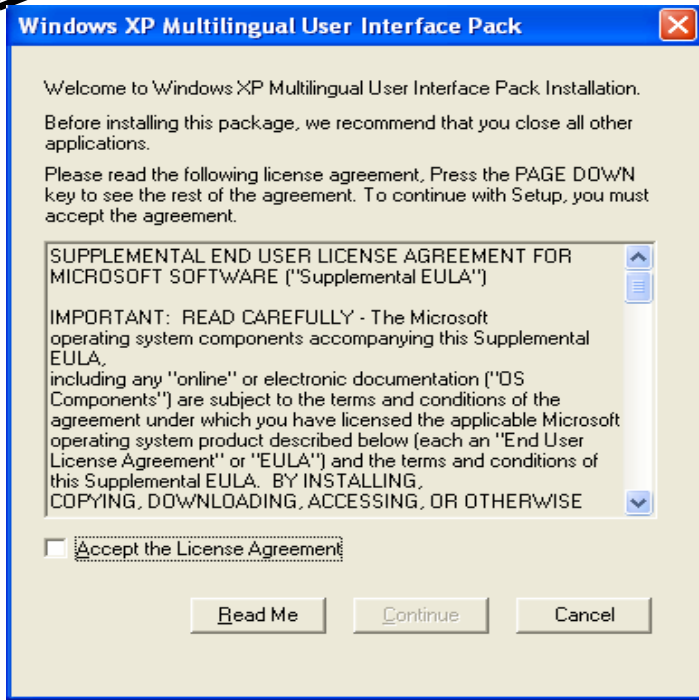 Windows XP Multilingual User Interface Pack
Welcome to Windows XP Multilingual User Interface Pack Installation.
Before installing this package, we recommend that you close all other
applications.
Please read the following license agreement, Press the PAGE DOWN
key to see the rest of the agreement. To continue with Setup, you must
accept the agreement.
SUPPLEMENTAL END USER LICENSE AGREEMENT FOR
MICROSOFT SOFTWARE ("Supplemental EULA")
IMPORTANT:  READ CAREFULLY - The Microsoft
operating system components accompanying this Supplemental
EULA,
including any "online" or electronic documentation ("OS
Components") are subject to the terms and conditions of the
agreement under which you have licensed the applicable Microsoft
operating system product described below (each an "End User
License Agreement" or "EULA") and the terms and conditions of
this Supplemental EULA.  BY INSTALLING,
COPYING, DOWNLOADING, ACCESSING, OR OTHERWISE
Accept the License Agreement
Read Me
Continue
Cancel